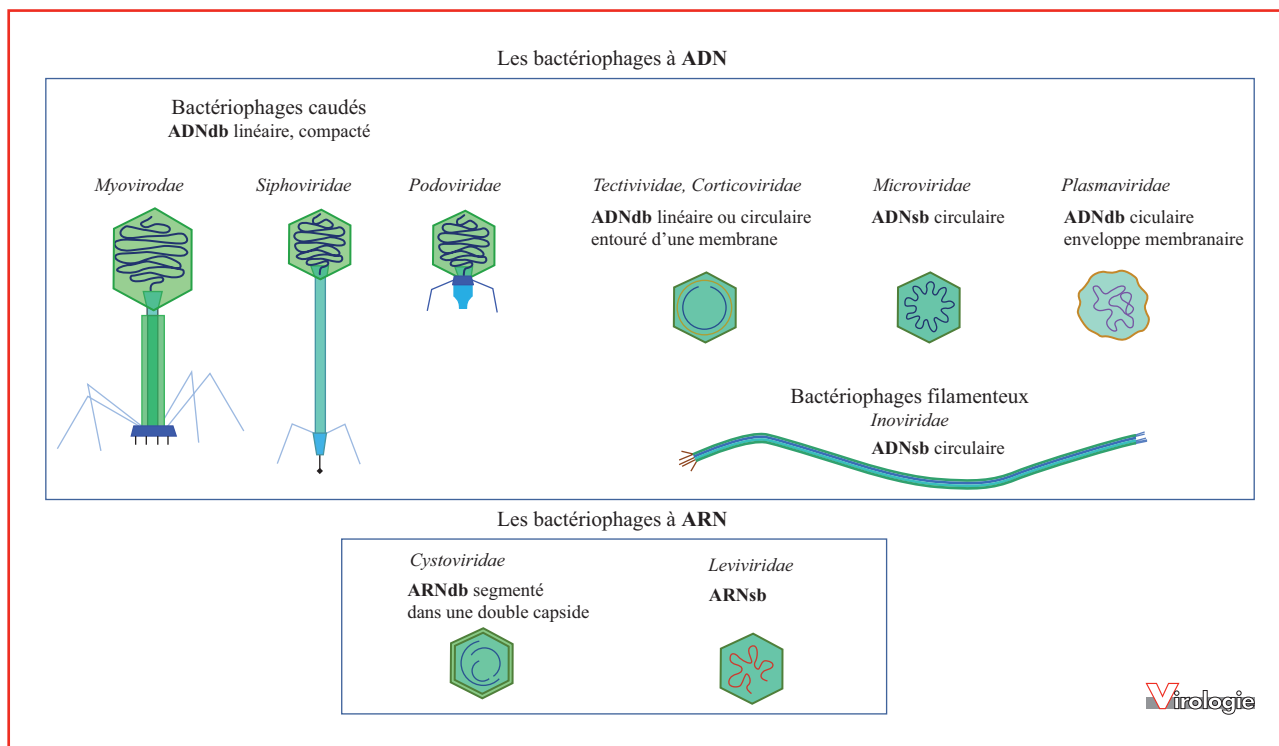 Les bactériophages à ADN
Bactériophages caudés
ADNdb linéaire, compacté
Myovirodae
Siphoviridae
Podoviridae
Tectivividae, Corticoviridae
ADNdb linéaire ou circulaire
entouré d’une membrane
Microviridae
ADNsb circulaire
Plasmaviridae
ADNdb ciculaire
enveloppe membranaire
Bactériophages filamenteux
Inoviridae
ADNsb circulaire
Les bactériophages à ARN
Cystoviridae
ARNdb segmenté
dans une double capside
Leviviridae
ARNsb
Virologie